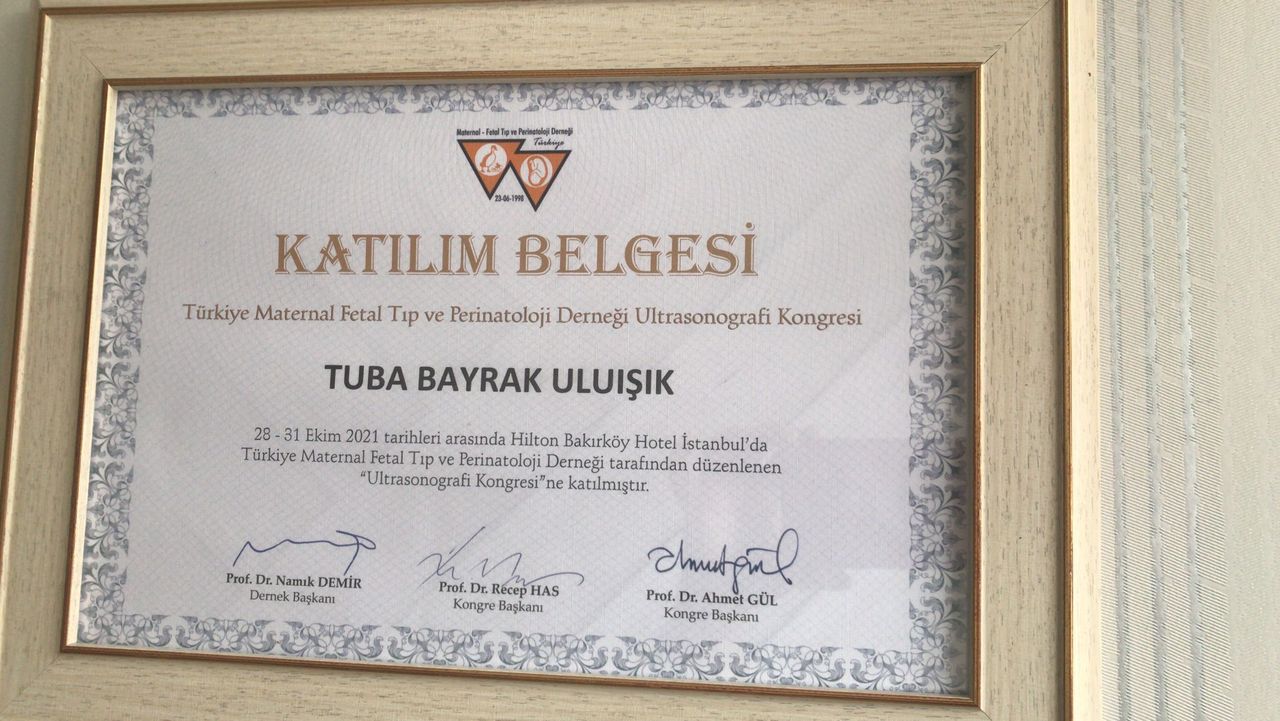 Maternal - Fetal Tıp ve Perinatoloji Derneği
Türkiye
23-06-1998
KATILIM BELGESİ
Türkiye Maternal Fetal Tıp ve Perinatoloji Derneği Ultrasonografi Kongresi
TUBA BAYRAK ULUIŞIK
28 - 31 Ekim 2021 tarihleri arasında Hilton Bakırköy Hotel İstanbul'da
Türkiye Maternal Fetal Tıp ve Perinatoloji Derneği tarafından düzenlenen
"Ultrasonografi Kongresi"ne katılmıştır.
Prof. Dr. Namık DEMİR
Dernek Başkanı
Prof. Dr. Recep HAS
Kongre Başkanı
Ahmet gül
Prof. Dr. Ahmet GÜL
Kongre Başkanı